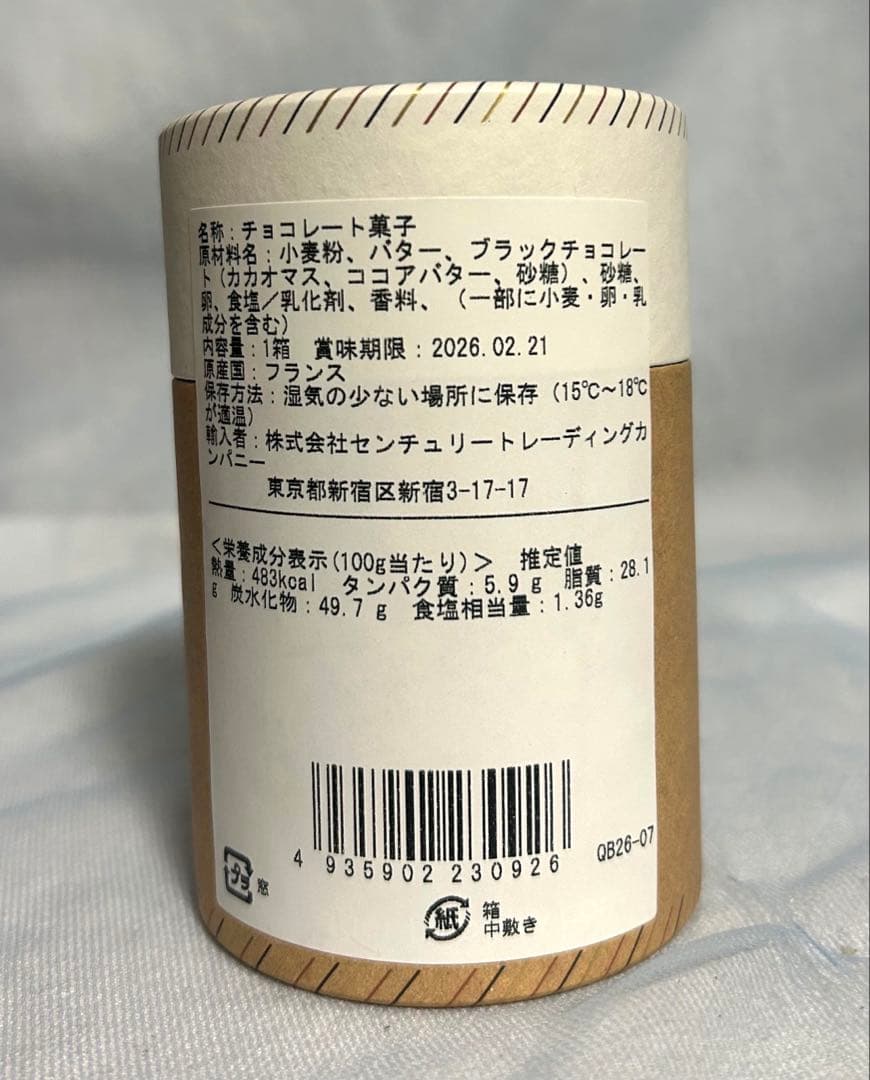 名称：チョコレート菓子
原材料名：小麦粉、バター、ブラックチョコレー
ト（カカオマス、ココアバター、砂糖）、砂糖、
卵、食塩／乳化剤、香料、（一部に小麦・卵・乳
成分を含む）
内容量：1箱　賞味期限：2026.02.21
原産国：フランス
保存方法：湿気の少ない場所に保存（15℃～18℃
が適温）
輸入者：株式会社センチュリートレーディングカ
ンパニー
東京都新宿区新宿3-17-17
＜栄養成分表示(100g当たり)＞　推定値
熱量：483kcal　タンパク質：5.9 g　脂質：28.1
g 炭水化物：49.7 g　食塩相当量：1.36g
4 935902 230926
QB26-07
プラ 窓
紙 箱
中敷き